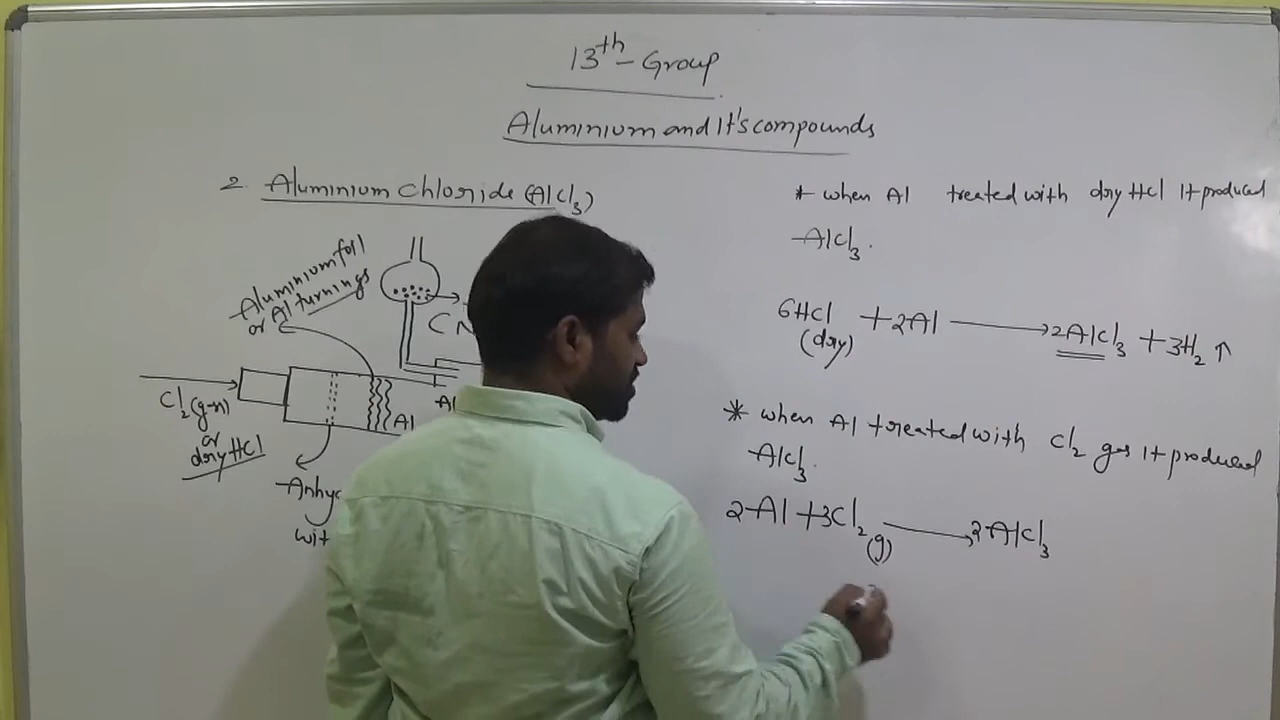 13th - Group
Aluminium and It's compounds
2. Aluminium Chloride (AlCl3)
Aluminium foil
or Al turnings
Cl2(g-n)
or
dry HCl
Al
* when Al treated with dry HCl It produced
AlCl3.
6HCl + 2Al ⟶ 2AlCl3 + 3H2 ↑
(dry)
* when Al treated with Cl2 gas It produced
AlCl3.
2Al + 3Cl2(g) ⟶ 2AlCl3